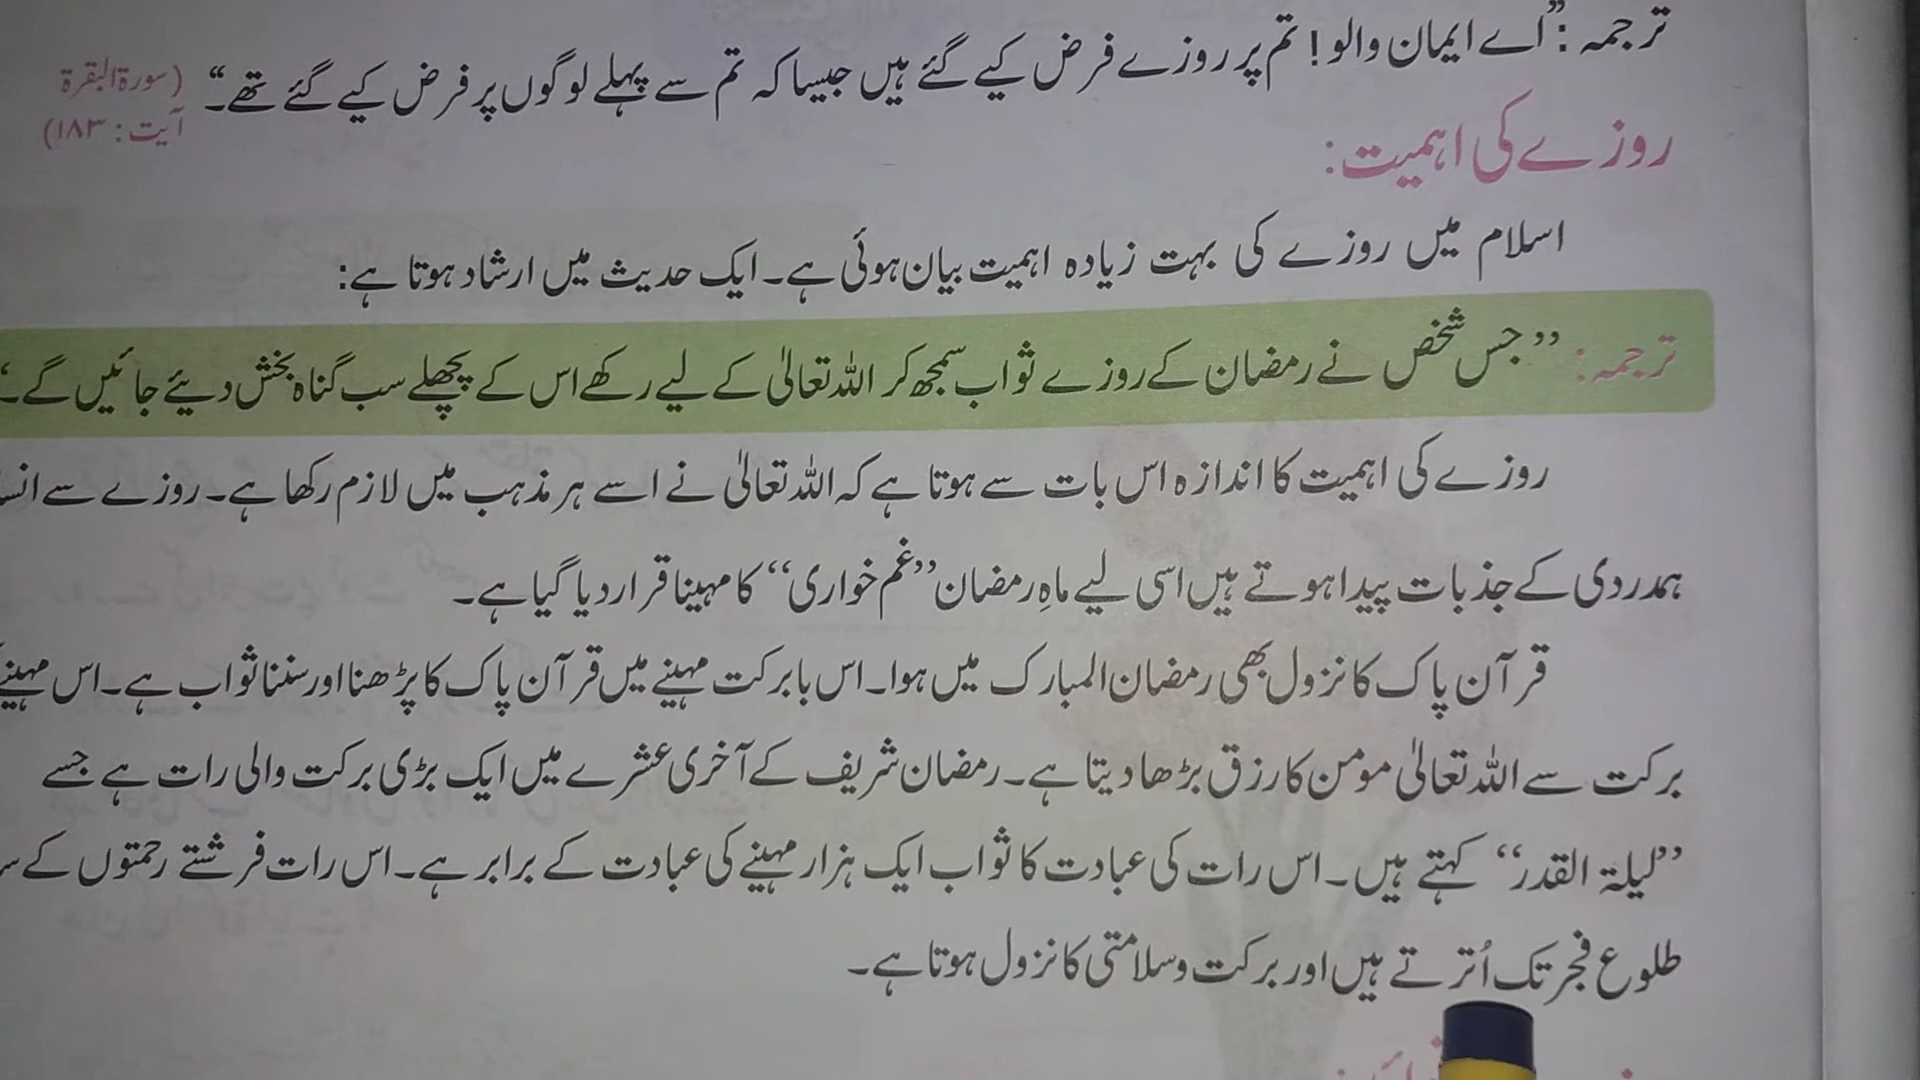 ترجمہ: ”اے ایمان والو! تم پر روزے فرض کیے گئے ہیں جیسا کہ تم سے پہلے لوگوں پر فرض کیے گئے تھے۔“ (سورۃ البقرۃ
آیت: ۱۸۳)
روزے کی اہمیت:
اسلام میں روزے کی بہت زیادہ اہمیت بیان ہوئی ہے۔ ایک حدیث میں ارشاد ہوتا ہے:
ترجمہ: ”جس شخص نے رمضان کے روزے ثواب سمجھ کر اللہ تعالیٰ کے لیے رکھے اس کے پچھلے سب گناہ بخش دیئے جائیں گے۔“
روزے کی اہمیت کا اندازہ اس بات سے ہوتا ہے کہ اللہ تعالیٰ نے اسے ہر مذہب میں لازم رکھا ہے۔ روزے سے
ہمدردی کے جذبات پیدا ہوتے ہیں اسی لیے ماہِ رمضان ”غم خواری“ کا مہینا قرار دیا گیا ہے۔
قرآن پاک کا نزول بھی رمضان المبارک میں ہوا۔ اس بابرکت مہینے میں قرآن پاک کا پڑھنا اور سننا ثواب ہے۔ اس مہینے
برکت سے اللہ تعالیٰ مومن کا رزق بڑھا دیتا ہے۔ رمضان شریف کے آخری عشرے میں ایک بڑی برکت والی رات ہے جسے
”لیلۃ القدر“ کہتے ہیں۔ اس رات کی عبادت کا ثواب ایک ہزار مہینے کی عبادت کے برابر ہے۔ اس رات فرشتے رحمتوں کے
طلوع فجر تک اُترتے ہیں اور برکت و سلامتی کا نزول ہوتا ہے۔